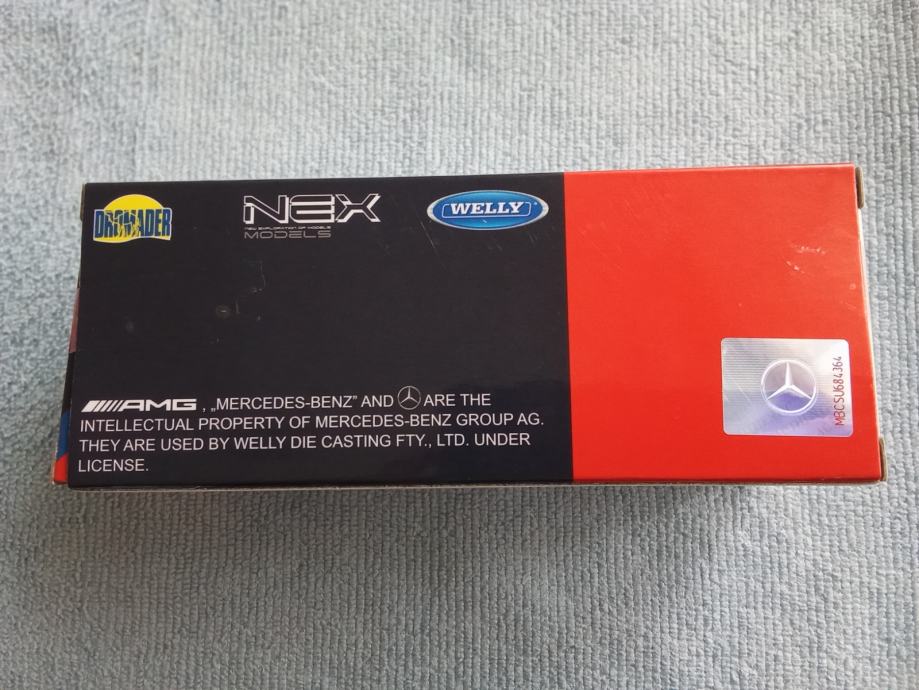 DROMADER
NEX
NEW EXPLORATION OF MODELS
MODELS
WELLY
AMG, „MERCEDES-BENZ” AND ARE THE
INTELLECTUAL PROPERTY OF MERCEDES-BENZ GROUP AG.
THEY ARE USED BY WELLY DIE CASTING FTY., LTD. UNDER
LICENSE.
MBCSU684364